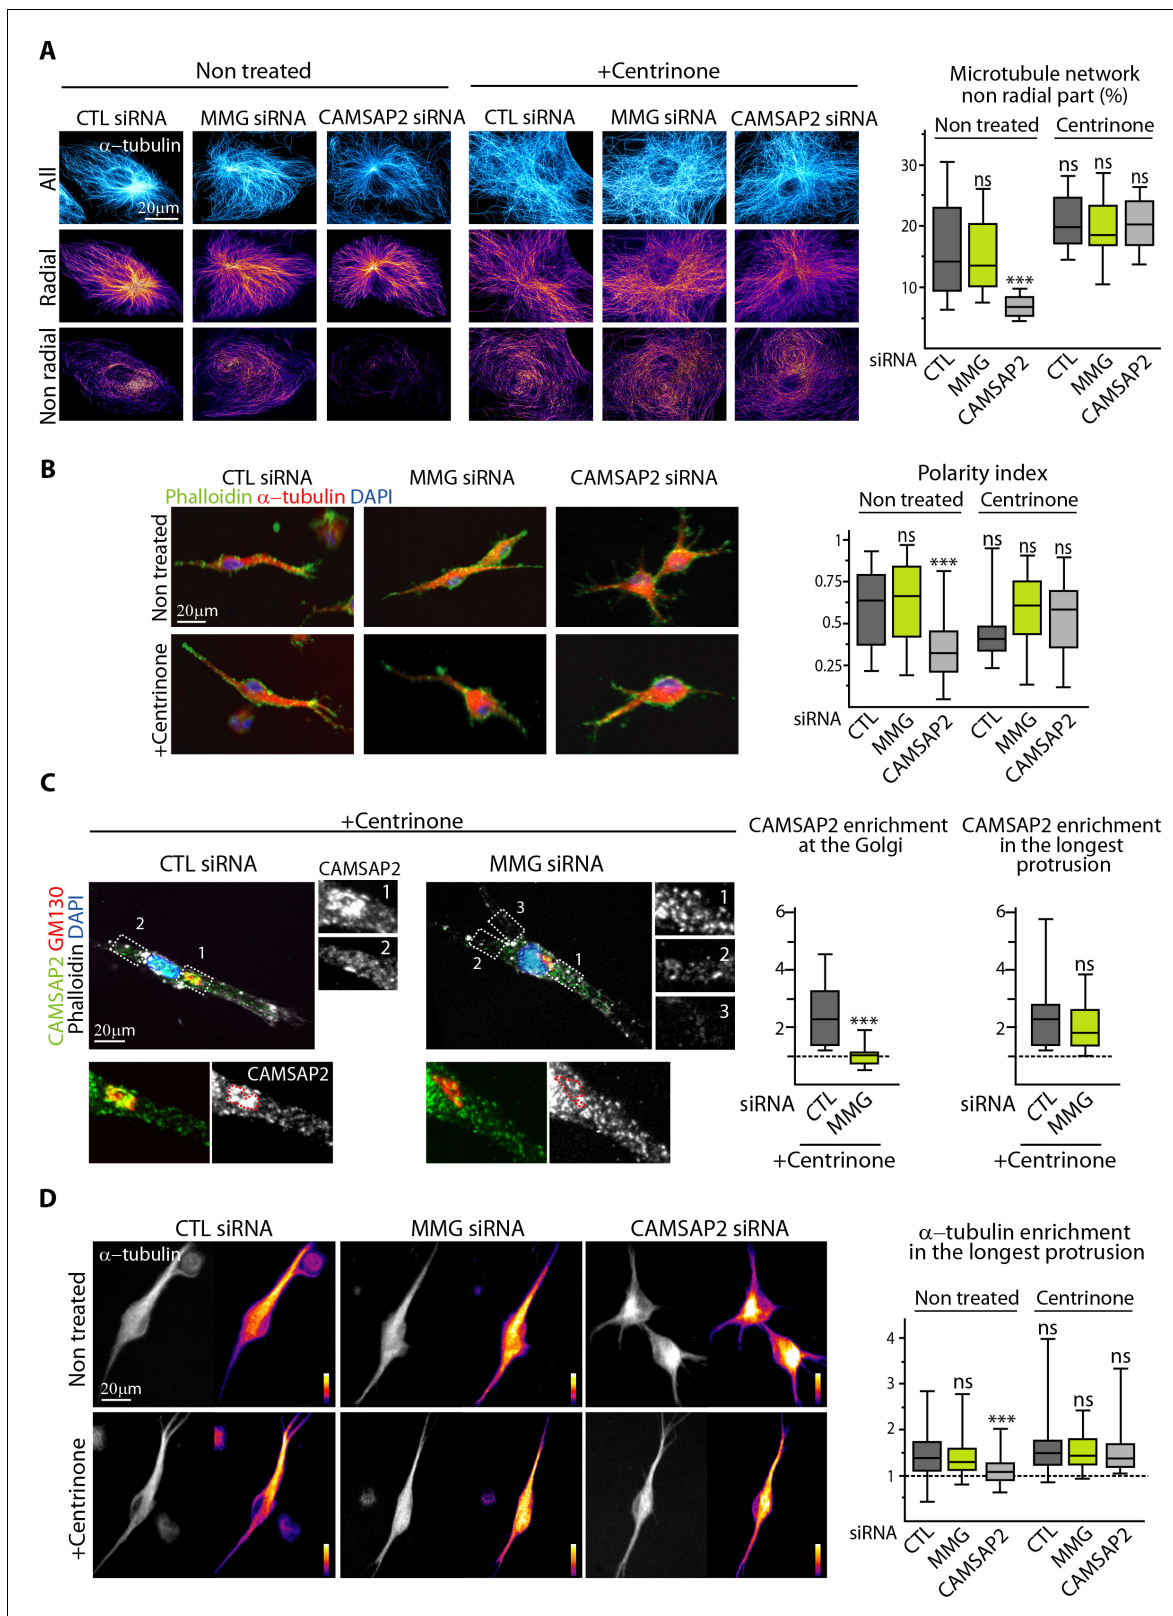 A
Non treated
+Centrinone
CTL siRNA
MMG siRNA
CAMSAP2 siRNA
CTL siRNA
MMG siRNA
CAMSAP2 siRNA
All
α−tubulin
20µm
Radial
Non radial
Microtubule network
non radial part (%)
Non treated
Centrinone
30
20
10
ns
***
ns
ns
ns
siRNA
CTL
MMG
CAMSAP2
CTL
MMG
CAMSAP2
B
CTL siRNA
MMG siRNA
CAMSAP2 siRNA
Phalloidin α−tubulin DAPI
Non treated
20µm
+Centrinone
Polarity index
Non treated
Centrinone
1
0.75
0.5
0.25
ns
***
ns
ns
ns
siRNA
CTL
MMG
CAMSAP2
CTL
MMG
CAMSAP2
C
+Centrinone
CTL siRNA
MMG siRNA
CAMSAP2 GM130
Phalloidin DAPI
2
1
20µm
CAMSAP2
1
2
3
2
1
1
2
3
CAMSAP2
CAMSAP2 enrichment
at the Golgi
6
4
2
***
siRNA
CTL
MMG
+Centrinone
CAMSAP2 enrichment
in the longest
protrusion
6
4
2
ns
siRNA
CTL
MMG
+Centrinone
D
CTL siRNA
MMG siRNA
CAMSAP2 siRNA
Non treated
α−tubulin
20µm
+Centrinone
α−tubulin enrichment
in the longest protrusion
Non treated
Centrinone
4
3
2
1
ns
***
ns
ns
ns
siRNA
CTL
MMG
CAMSAP2
CTL
MMG
CAMSAP2